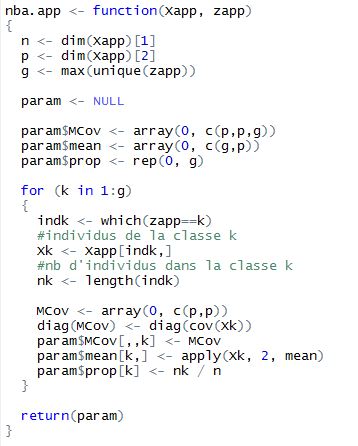 nba.app <- function(Xapp, zapp)
{
  n <- dim(Xapp)[1]
  p <- dim(Xapp)[2]
  g <- max(unique(zapp))

  param <- NULL

  param$MCov <- array(0, c(p,p,g))
  param$mean <- array(0, c(g,p))
  param$prop <- rep(0, g)

  for (k in 1:g)
  {
    indk <- which(zapp==k)
    #individus de la classe k
    Xk <- Xapp[indk,]
    #nb d'individus dans la classe k
    nk <- length(indk)

    MCov <- array(0, c(p,p))
    diag(MCov) <- diag(cov(Xk))
    param$MCov[,,k] <- MCov
    param$mean[k,] <- apply(Xk, 2, mean)
    param$prop[k] <- nk / n
  }

  return(param)
}